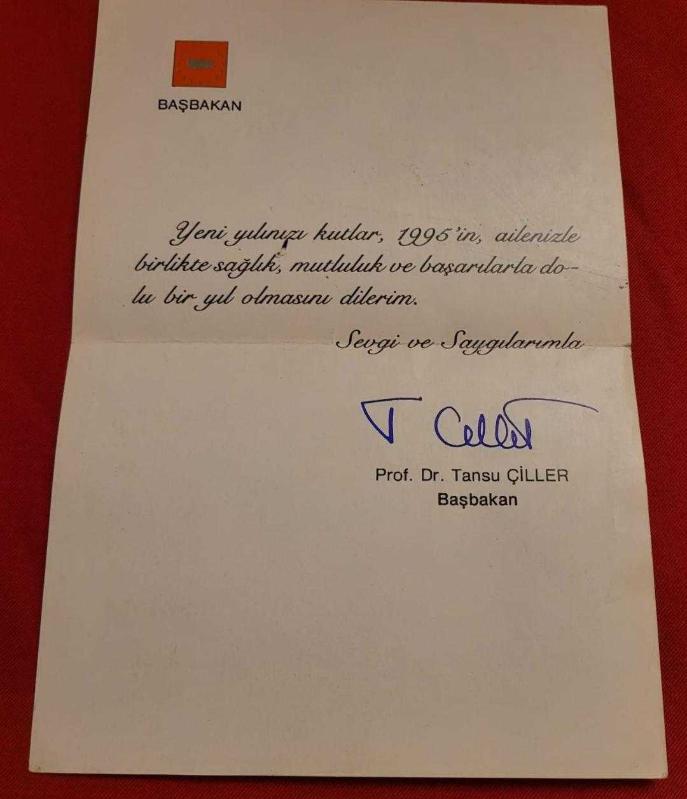 BAŞBAKAN
Yeni yılınızı kutlar, 1995'in, ailenizle
birlikte sağlık, mutluluk ve başarılarla do-
lu bir yıl olmasını dilerim.
Sevgi ve Saygılarımla
T Ciller
Prof. Dr. Tansu ÇİLLER
Başbakan